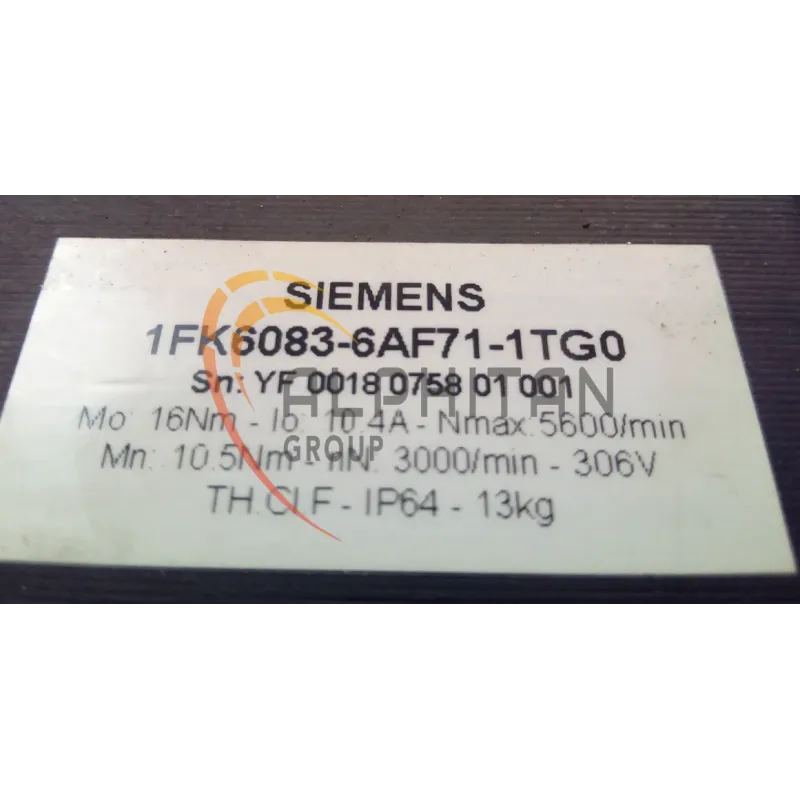 SIEMENS
1FK6083-6AF71-1TG0
Sn: YF 0018 0758 01 001
ALPHITAN
Mo: 16Nm - Io: 10.4A - Nmax: 5600/min
GROUP
Mn: 10.5Nm - nN: 3000/min - 306V
TH.Cl.F - IP64 - 13kg